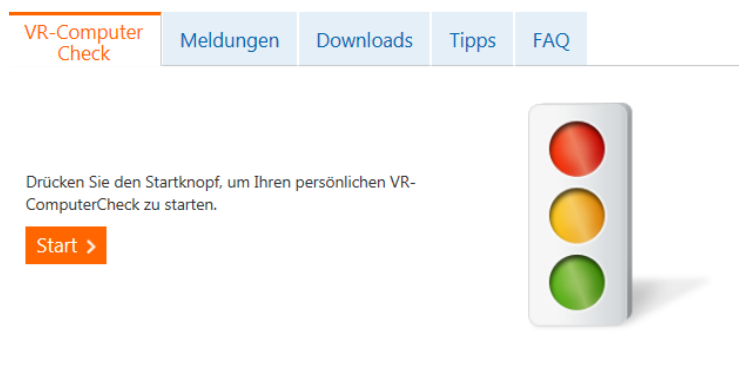 VR-Computer
Check
Meldungen
Downloads
Tipps
FAQ
Drücken Sie den Startknopf, um Ihren persönlichen VR-
ComputerCheck zu starten.
Start >